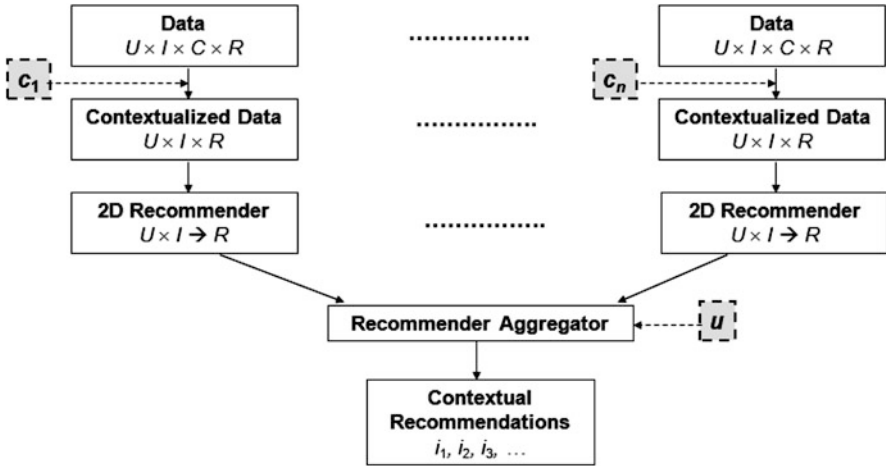 Data
U × I × C × R
c1
Contextualized Data
U × I × R
2D Recommender
U × I → R
Data
U × I × C × R
cn
Contextualized Data
U × I × R
2D Recommender
U × I → R
Recommender Aggregator
u
Contextual
Recommendations
i1, i2, i3, …